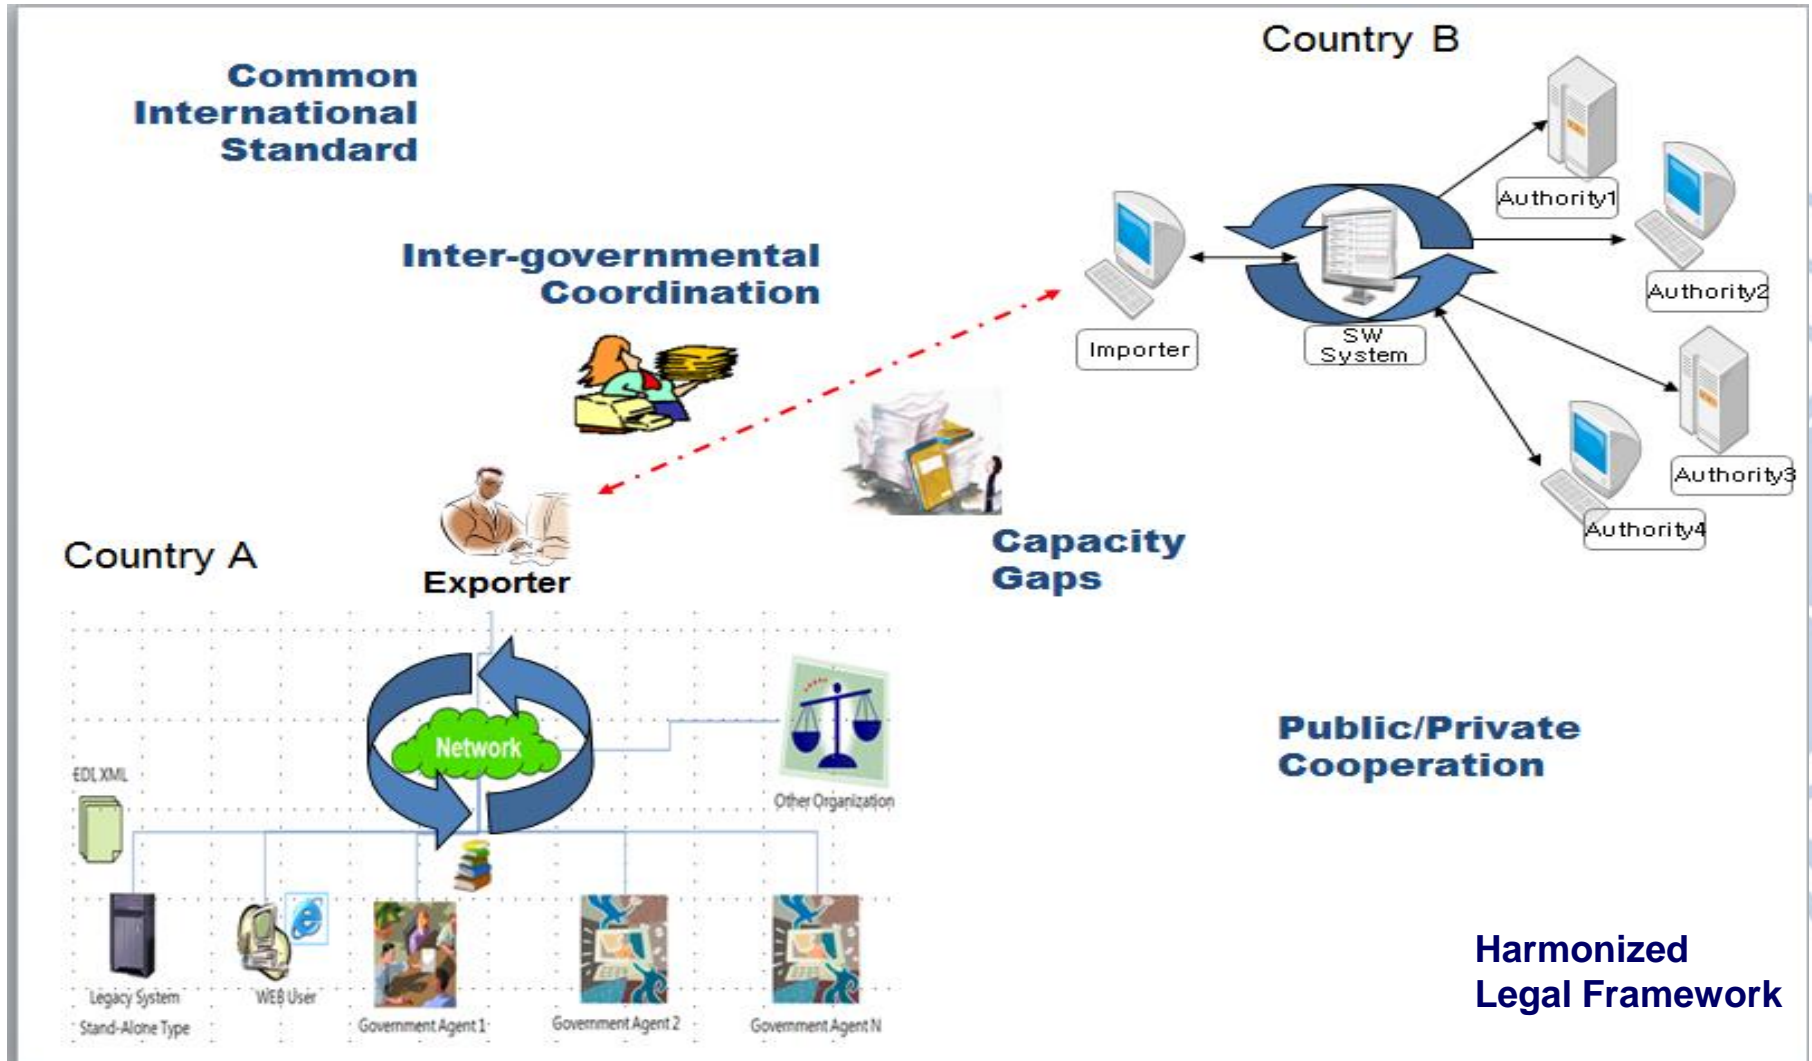 Country B
Common
International
Standard
Authority1
Inter-governmental
Coordination
Authority2
Importer
SW
System
Authority3
Authority4
Capacity
Gaps
Country A
Exporter
Network
EDI, XML
Other Organization
Public/Private
Cooperation
Legacy System
Stand-Alone Type
WEB User
Government Agent 1
Government Agent 2
Government Agent N
Harmonized
Legal Framework